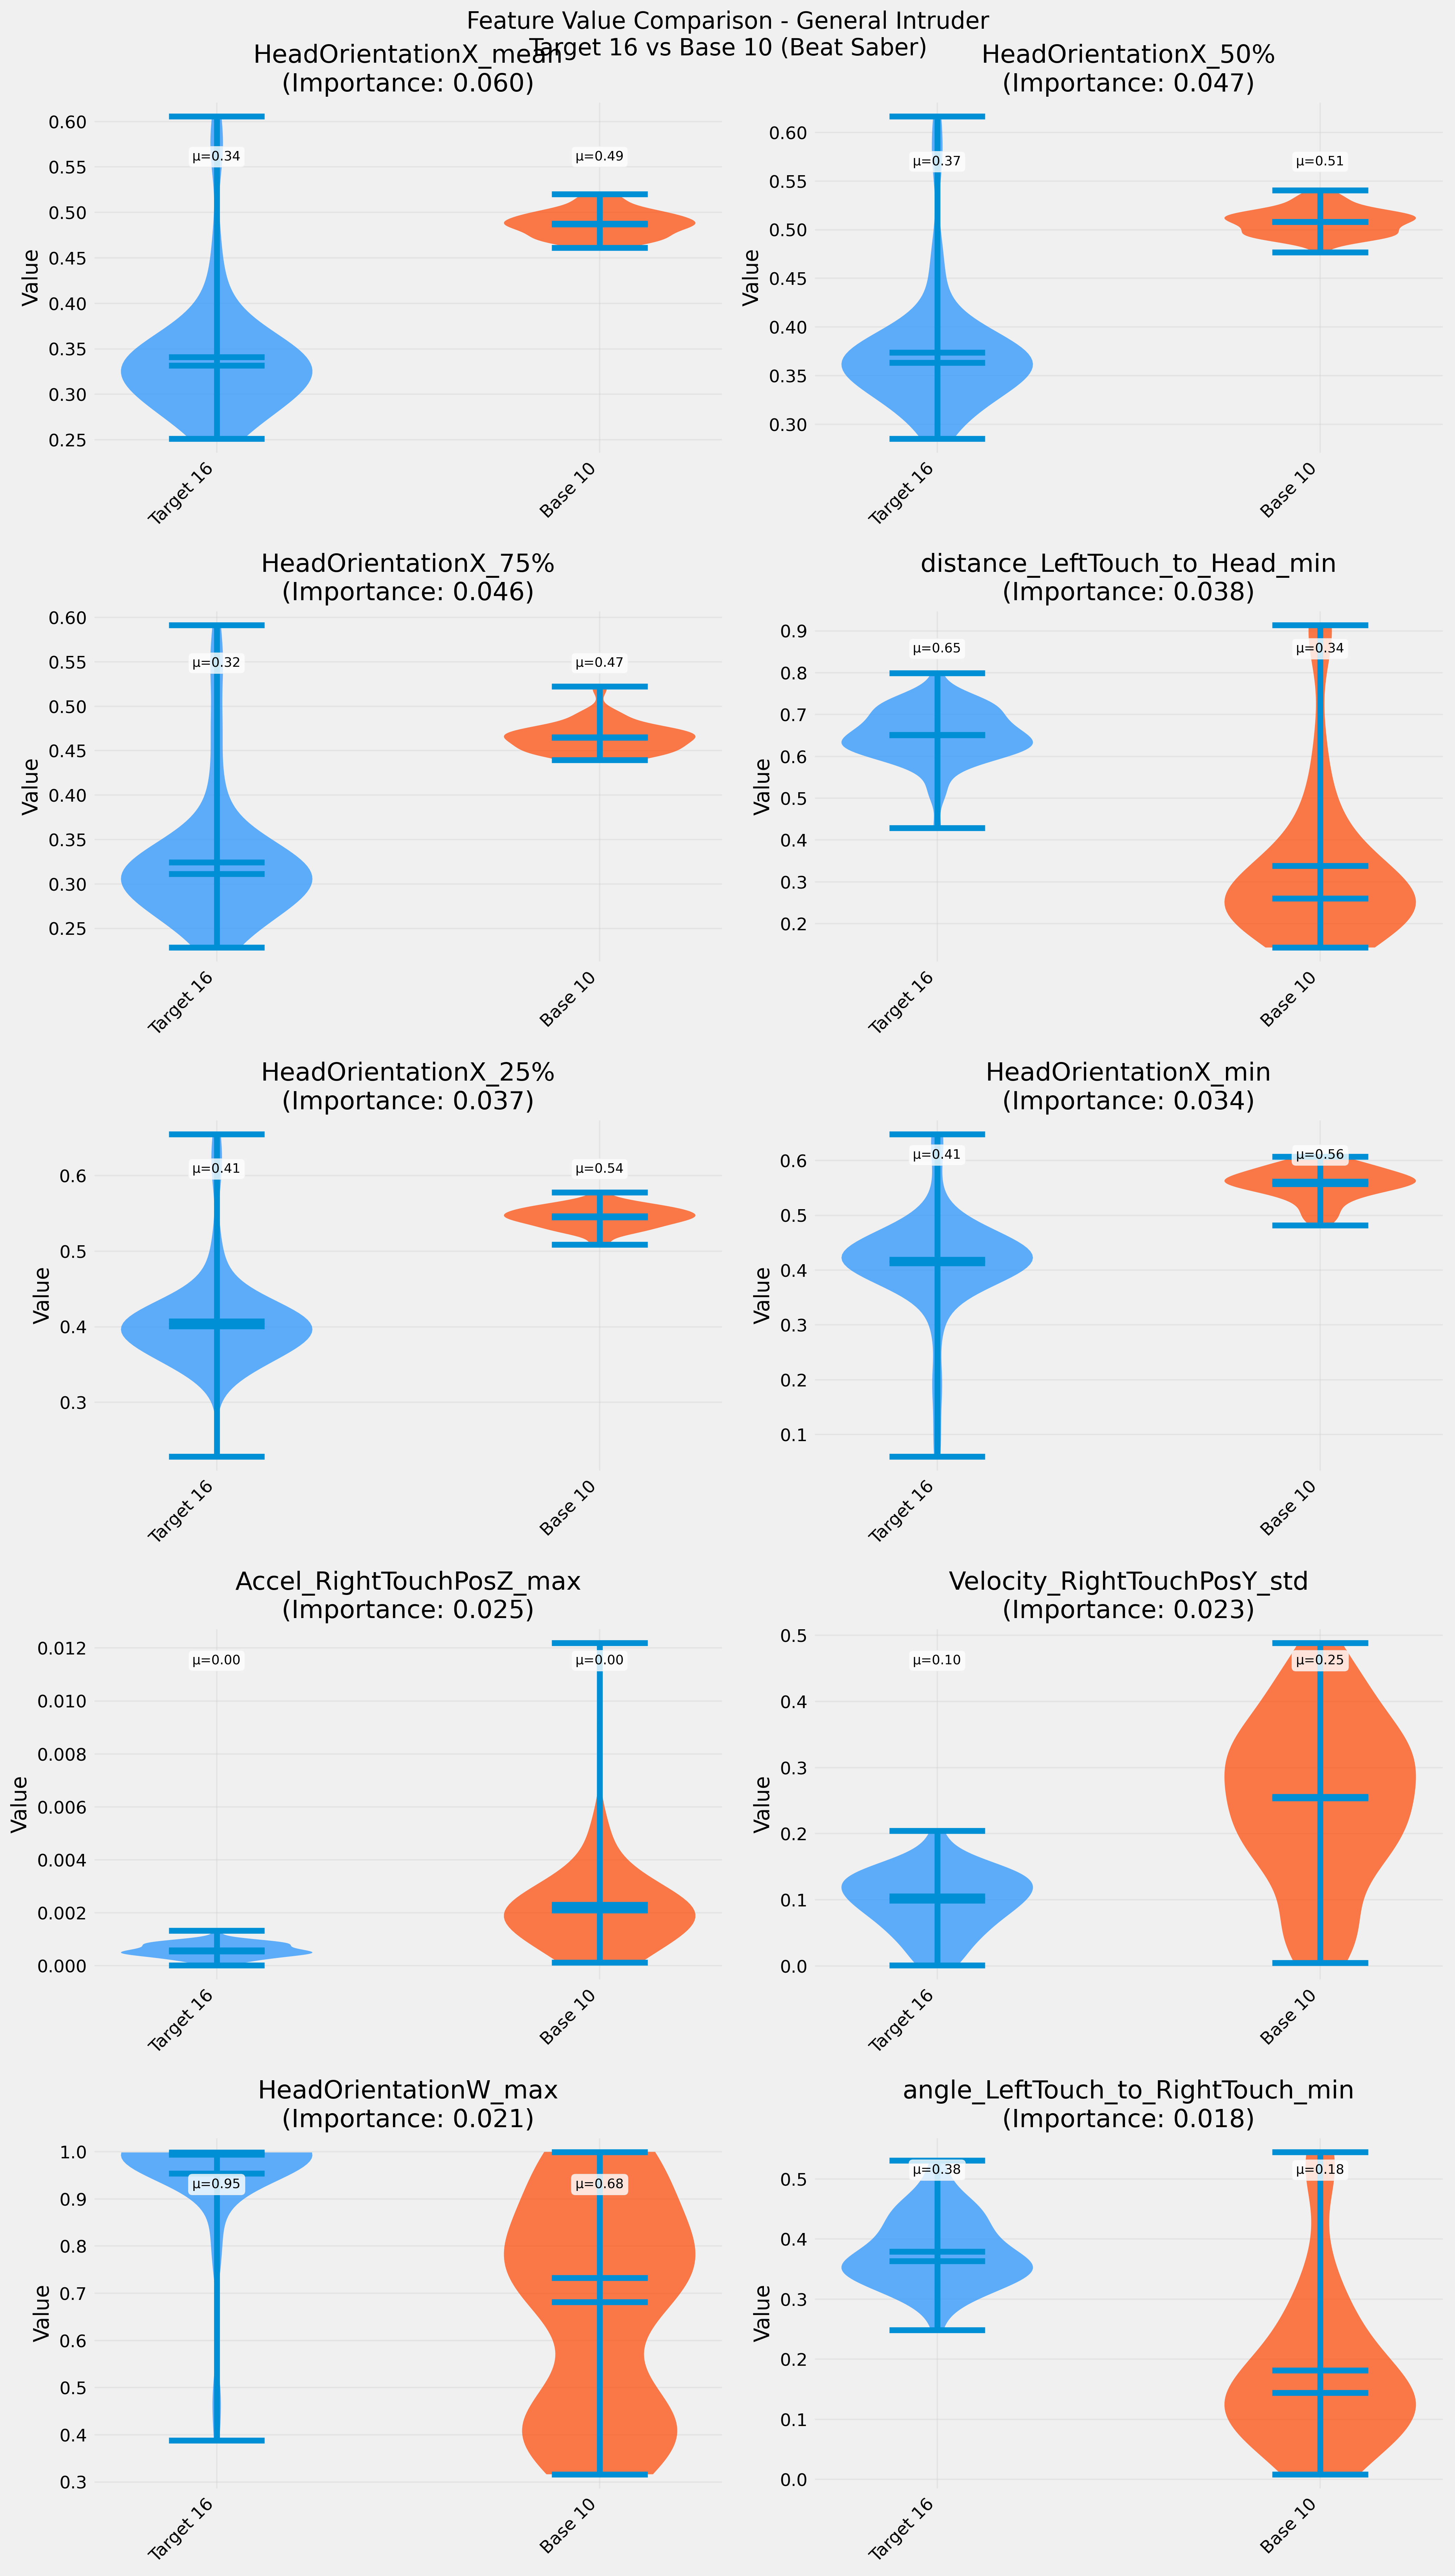 Feature Value Comparison - General Intruder
Target 16 vs Base 10 (Beat Saber)
HeadOrientationX_mean
(Importance: 0.060)
0.60
0.55
0.50
0.45
0.40
0.35
0.30
0.25
Value
μ=0.34
μ=0.49
Target 16
Base 10
HeadOrientationX_50%
(Importance: 0.047)
0.60
0.55
0.50
0.45
0.40
0.35
0.30
Value
μ=0.37
μ=0.51
Target 16
Base 10
HeadOrientationX_75%
(Importance: 0.046)
0.60
0.55
0.50
0.45
0.40
0.35
0.30
0.25
Value
μ=0.32
μ=0.47
Target 16
Base 10
distance_LeftTouch_to_Head_min
(Importance: 0.038)
0.9
0.8
0.7
0.6
0.5
0.4
0.3
0.2
Value
μ=0.65
μ=0.34
Target 16
Base 10
HeadOrientationX_25%
(Importance: 0.037)
0.6
0.5
0.4
0.3
Value
μ=0.41
μ=0.54
Target 16
Base 10
HeadOrientationX_min
(Importance: 0.034)
0.6
0.5
0.4
0.3
0.2
0.1
Value
μ=0.41
μ=0.56
Target 16
Base 10
Accel_RightTouchPosZ_max
(Importance: 0.025)
0.012
0.010
0.008
0.006
0.004
0.002
0.000
Value
μ=0.00
μ=0.00
Target 16
Base 10
Velocity_RightTouchPosY_std
(Importance: 0.023)
0.5
0.4
0.3
0.2
0.1
0.0
Value
μ=0.10
μ=0.25
Target 16
Base 10
HeadOrientationW_max
(Importance: 0.021)
1.0
0.9
0.8
0.7
0.6
0.5
0.4
0.3
Value
μ=0.95
μ=0.68
Target 16
Base 10
angle_LeftTouch_to_RightTouch_min
(Importance: 0.018)
0.5
0.4
0.3
0.2
0.1
0.0
Value
μ=0.38
μ=0.18
Target 16
Base 10